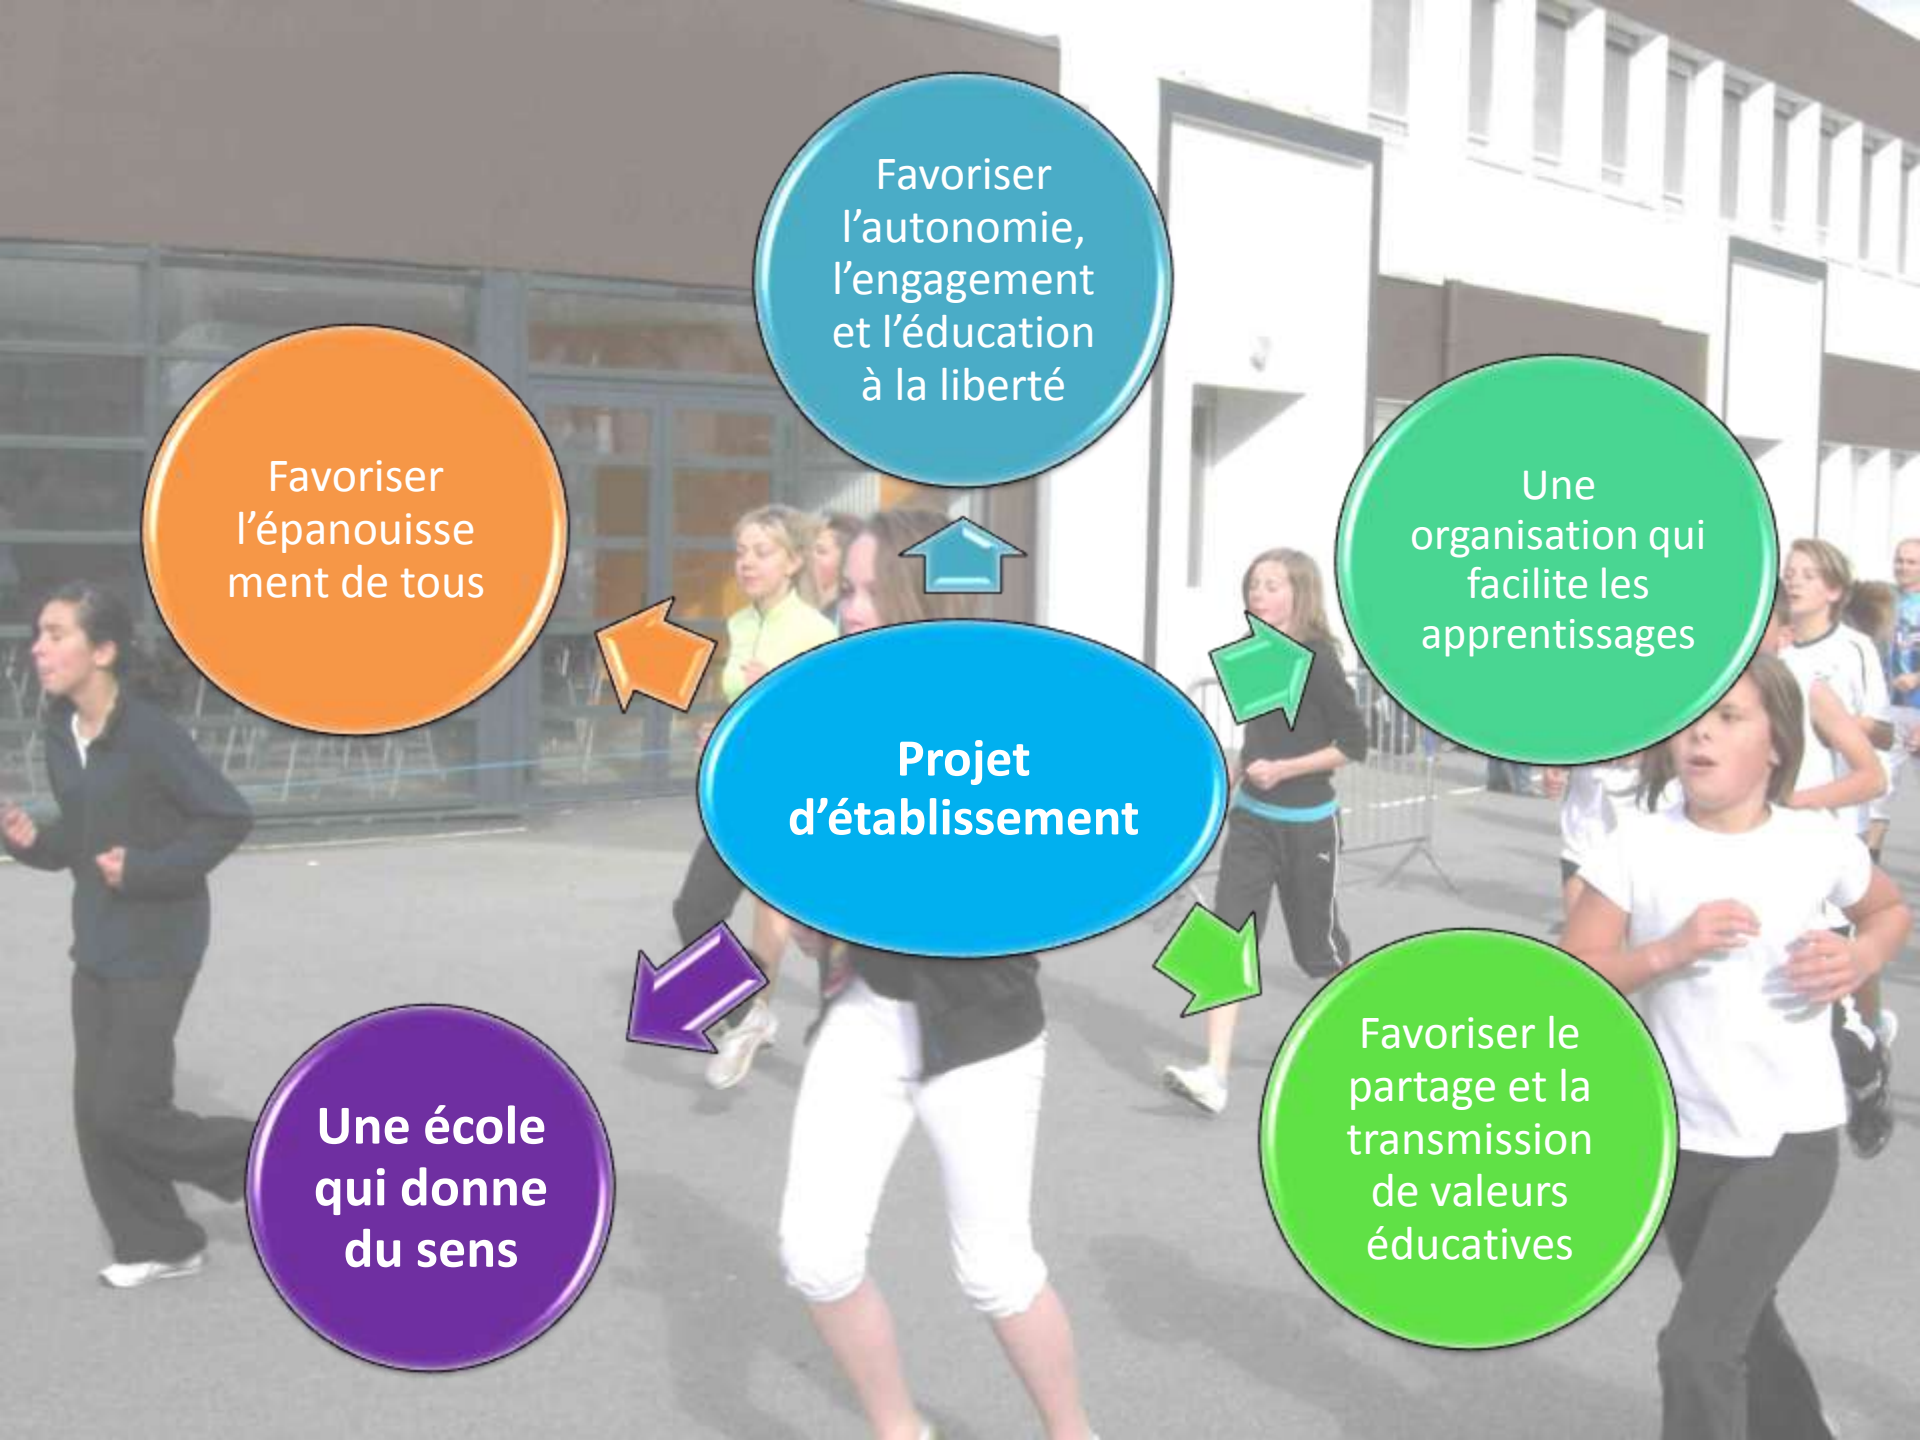 Favoriser
l’autonomie,
l’engagement
et l’éducation
à la liberté
Favoriser
l’épanouisse
ment de tous
Une
organisation qui
facilite les
apprentissages
Projet
d’établissement
Une école
qui donne
du sens
Favoriser le
partage et la
transmission
de valeurs
éducatives